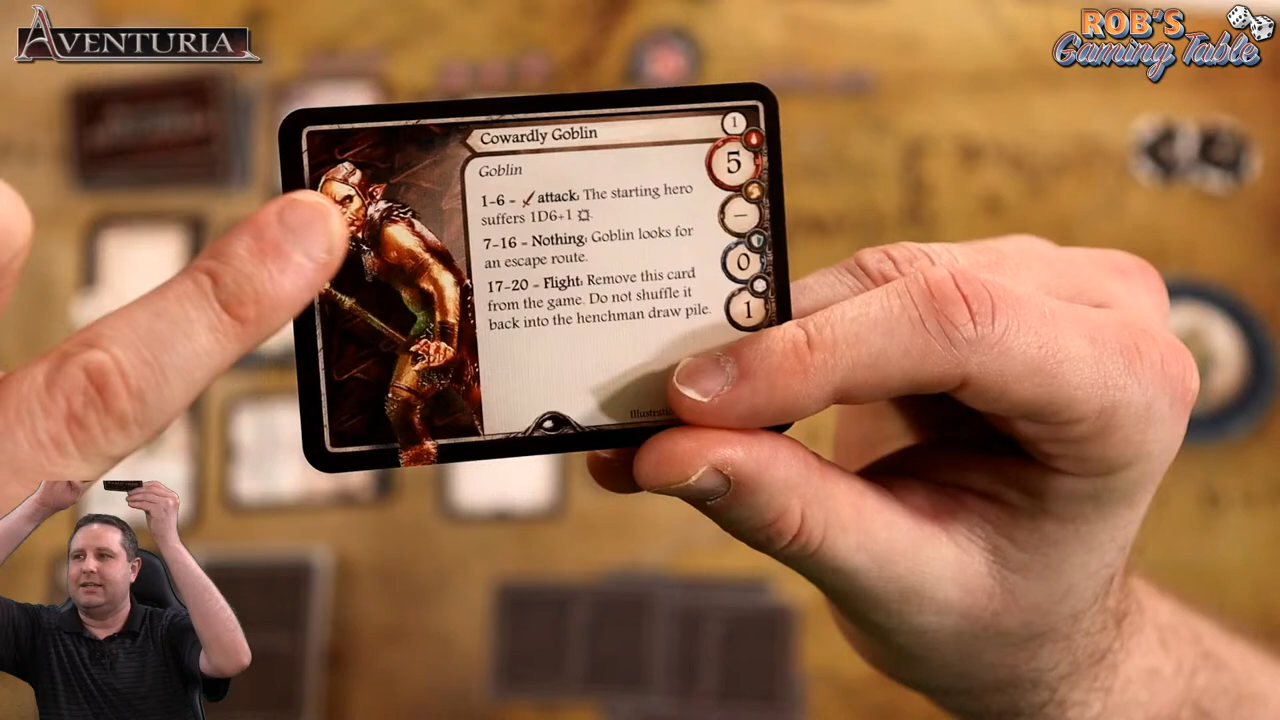 AVENTURIA
ROB'S
Gaming Table
Cowardly Goblin
1
Goblin
5
1-6 - attack: The starting hero
suffers 1D6+1
–
7-16 - Nothing: Goblin looks for
an escape route.
0
17-20 - Flight: Remove this card
from the game. Do not shuffle it
back into the henchman draw pile.
1